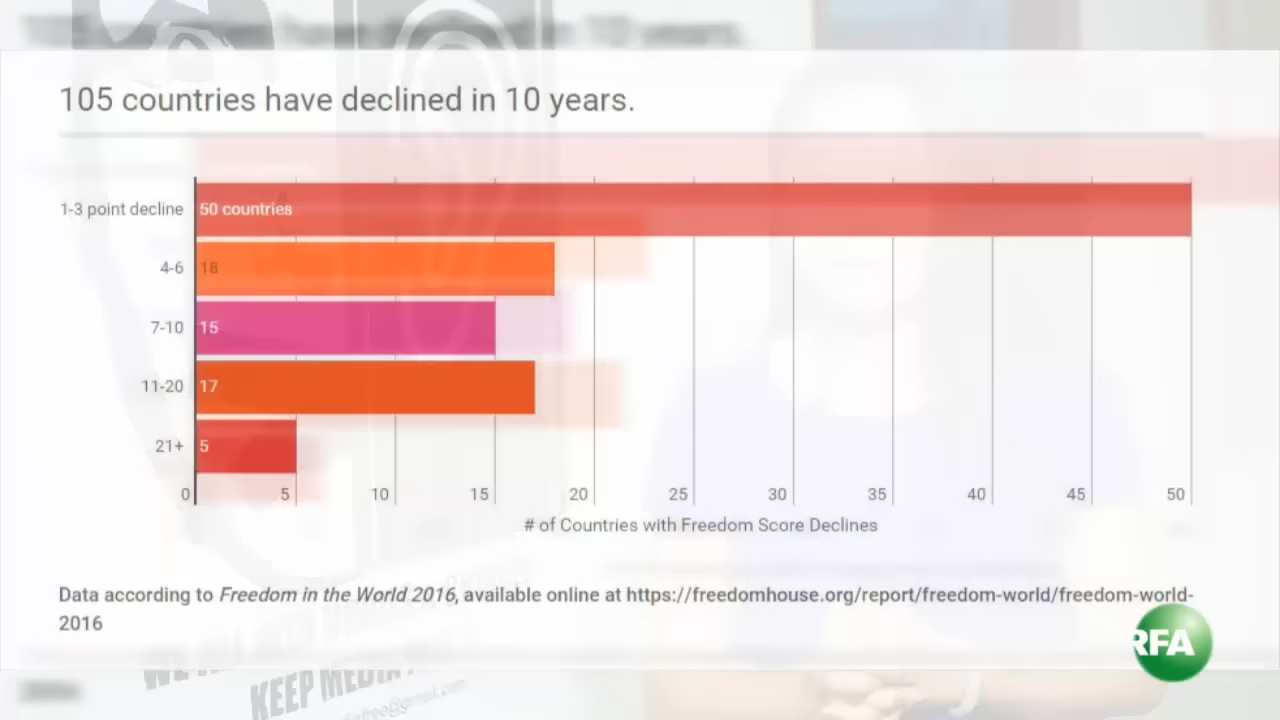 105 countries have declined in 10 years.
1-3 point decline
50 countries
4-6
18
7-10
15
11-20
17
21+
5
0 5 10 15 20 25 30 35 40 45 50
# of Countries with Freedom Score Declines
Data according to Freedom in the World 2016, available online at https://freedomhouse.org/report/freedom-world/freedom-world-
2016
RFA
KEEP MEDIA